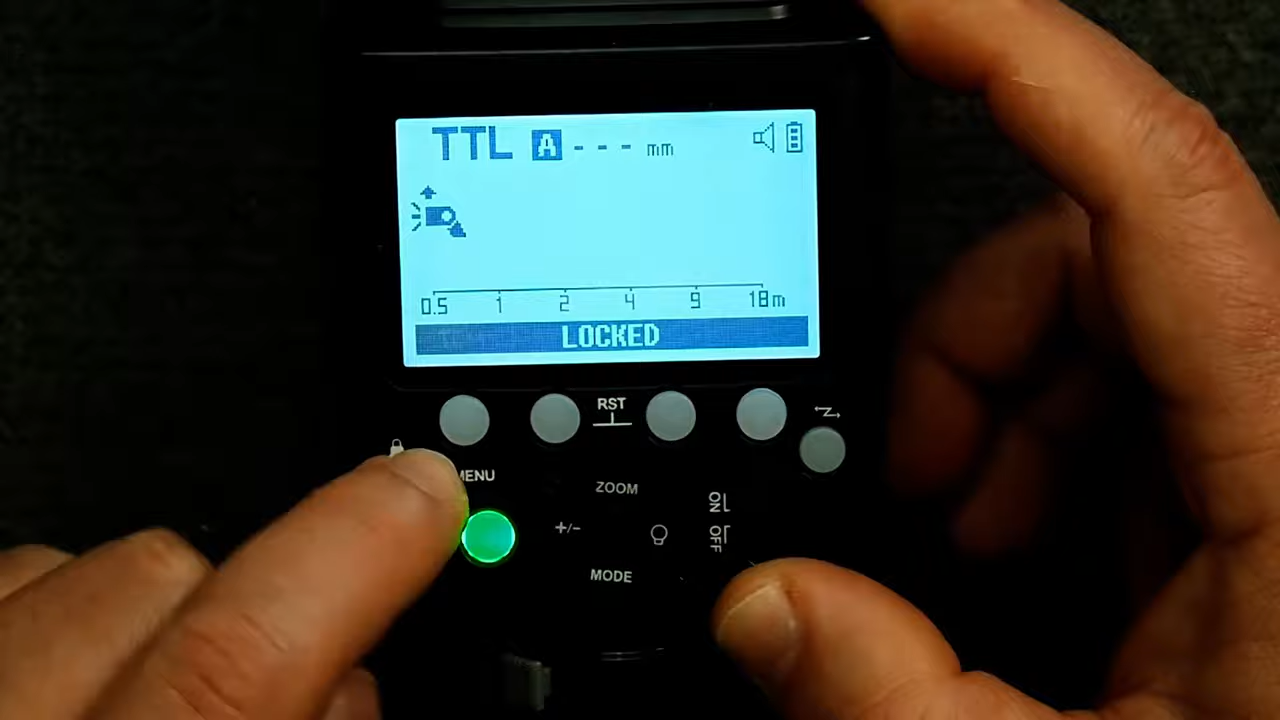 TTL A --- mm
0.5 1 2 4 9 18m
LOCKED
RST
MENU
ZOOM
ON
+/-
OFF
MODE